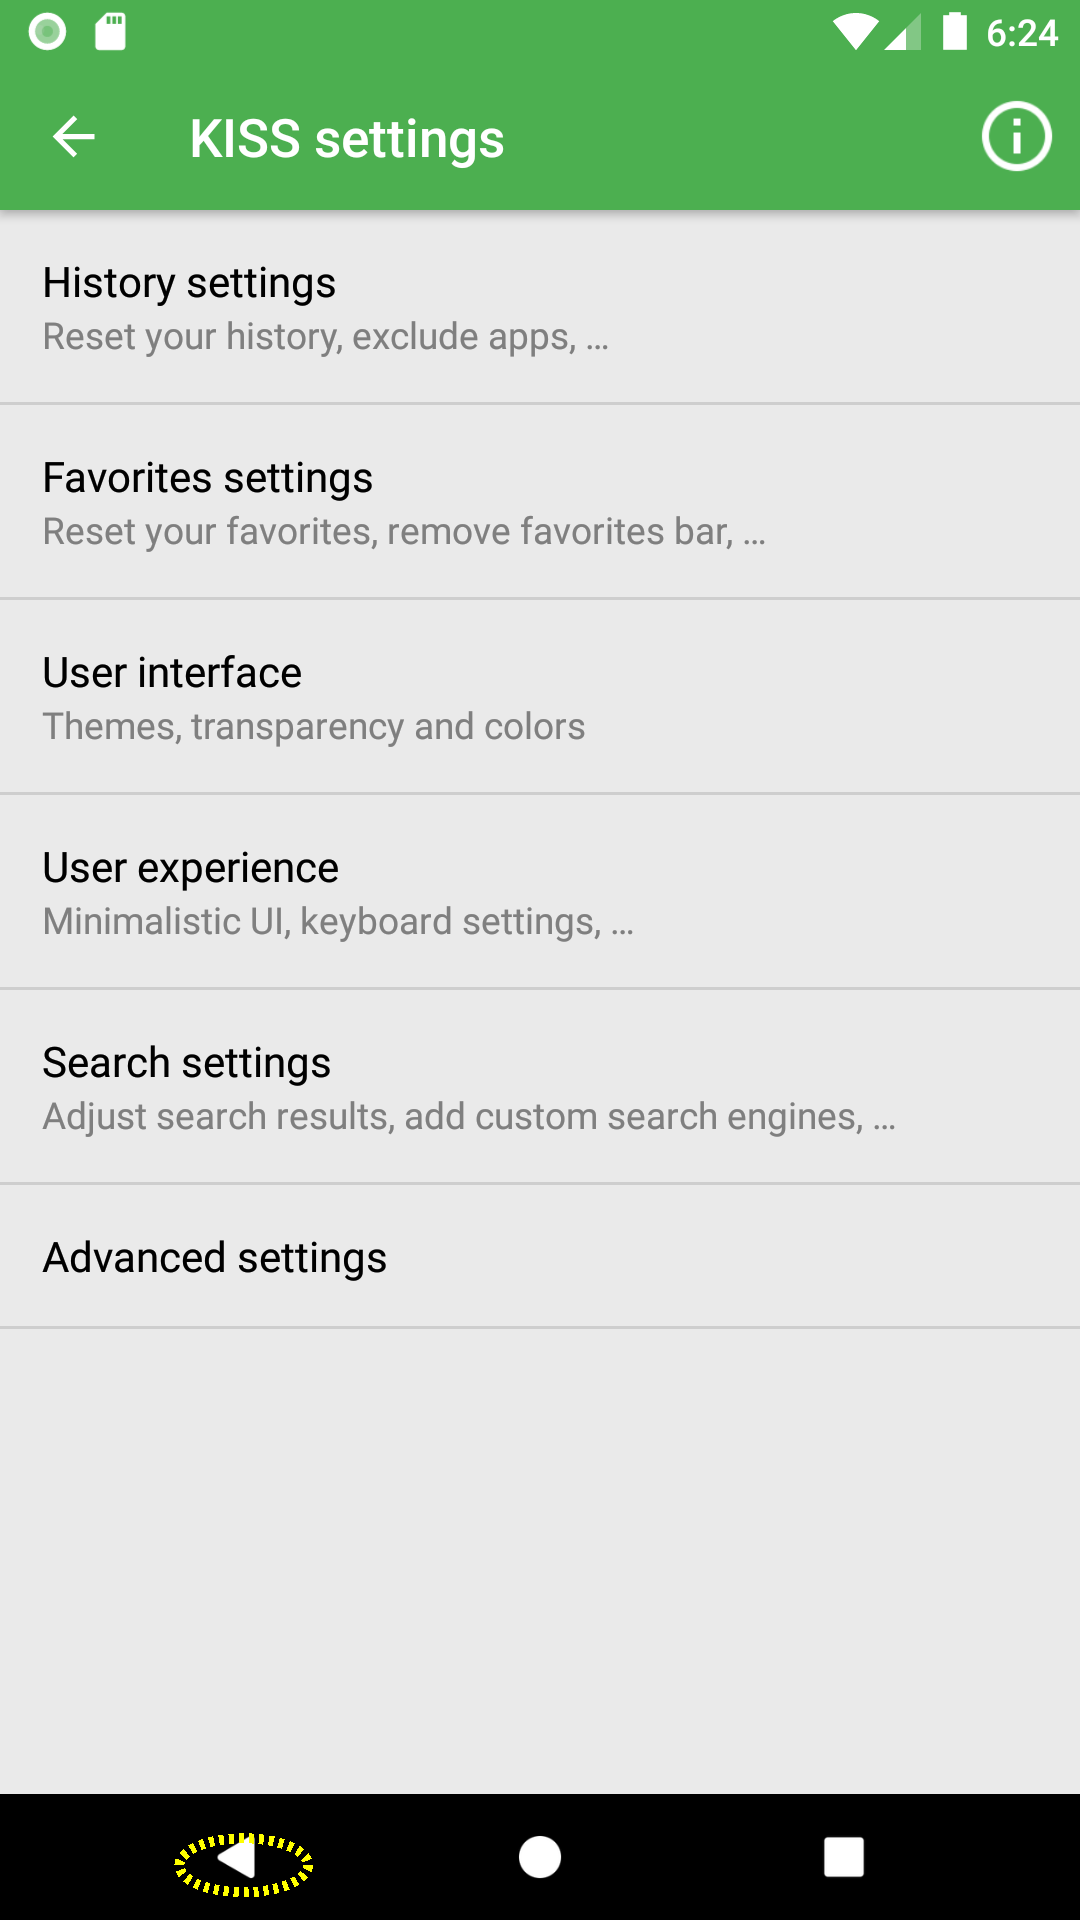 6:24
KISS settings
History settings
Reset your history, exclude apps, …
Favorites settings
Reset your favorites, remove favorites bar, …
User interface
Themes, transparency and colors
User experience
Minimalistic UI, keyboard settings, …
Search settings
Adjust search results, add custom search engines, …
Advanced settings